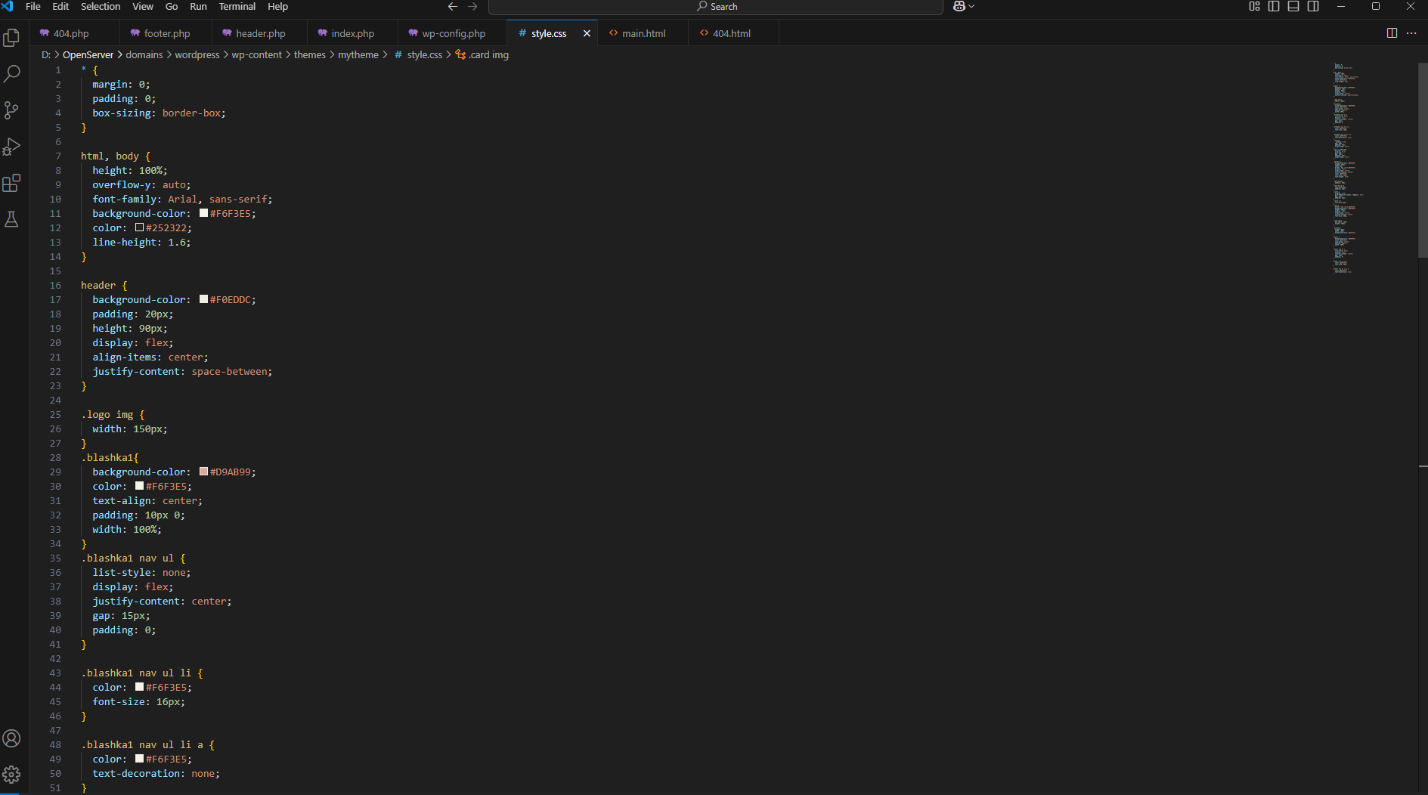 File Edit Selection View Go Run Terminal Help Search
404.php footer.php header.php index.php wp-config.php # style.css × <> main.html <> 404.html
D: > OpenServer > domains > wordpress > wp-content > themes > mytheme > # style.css > .card img
1 * {
2 margin: 0;
3 padding: 0;
4 box-sizing: border-box;
5 }
6
7 html, body {
8 height: 100%;
9 overflow-y: auto;
10 font-family: Arial, sans-serif;
11 background-color: #F6F3E5;
12 color: #252322;
13 line-height: 1.6;
14 }
15
16 header {
17 background-color: #F0EDDC;
18 padding: 20px;
19 height: 90px;
20 display: flex;
21 align-items: center;
22 justify-content: space-between;
23 }
24
25 .logo img {
26 width: 150px;
27 }
28 .blashka1{
29 background-color: #D9AB99;
30 color: #F6F3E5;
31 text-align: center;
32 padding: 10px 0;
33 width: 100%;
34 }
35 .blashka1 nav ul {
36 list-style: none;
37 display: flex;
38 justify-content: center;
39 gap: 15px;
40 padding: 0;
41 }
42
43 .blashka1 nav ul li {
44 color: #F6F3E5;
45 font-size: 16px;
46 }
47
48 .blashka1 nav ul li a {
49 color: #F6F3E5;
50 text-decoration: none;
51 }